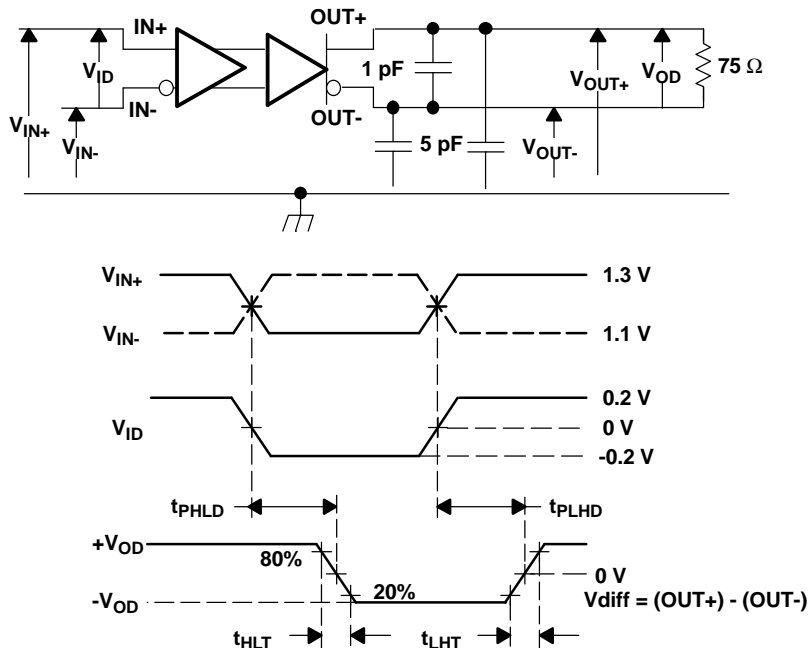 IN+
OUT+
V_ID
1 pF
V_OUT+
V_OD
75 Ω
IN-
OUT-
V_IN+
V_IN-
5 pF
V_OUT-
V_IN+
1.3 V
V_IN-
1.1 V
0.2 V
V_ID
0 V
-0.2 V
t_PHLD
t_PLHD
+V_OD
80%
0 V
20%
Vdiff = (OUT+) - (OUT-)
-V_OD
t_HLT
t_LHT